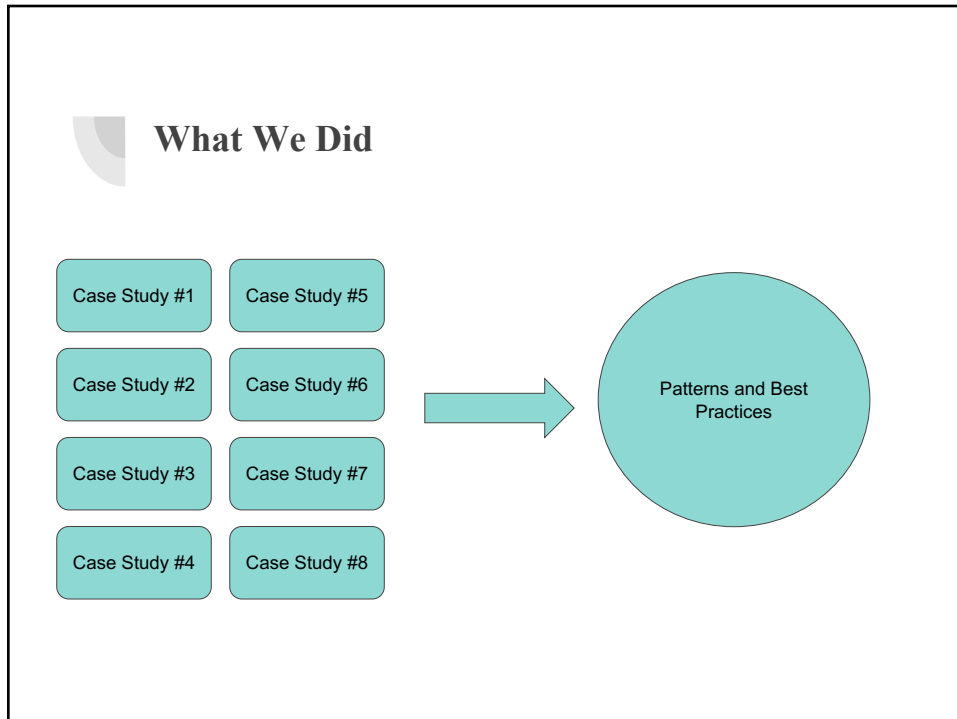 What We Did
Case Study #1
Case Study #5
Case Study #2
Case Study #6
Case Study #3
Case Study #7
Case Study #4
Case Study #8
Patterns and Best
Practices